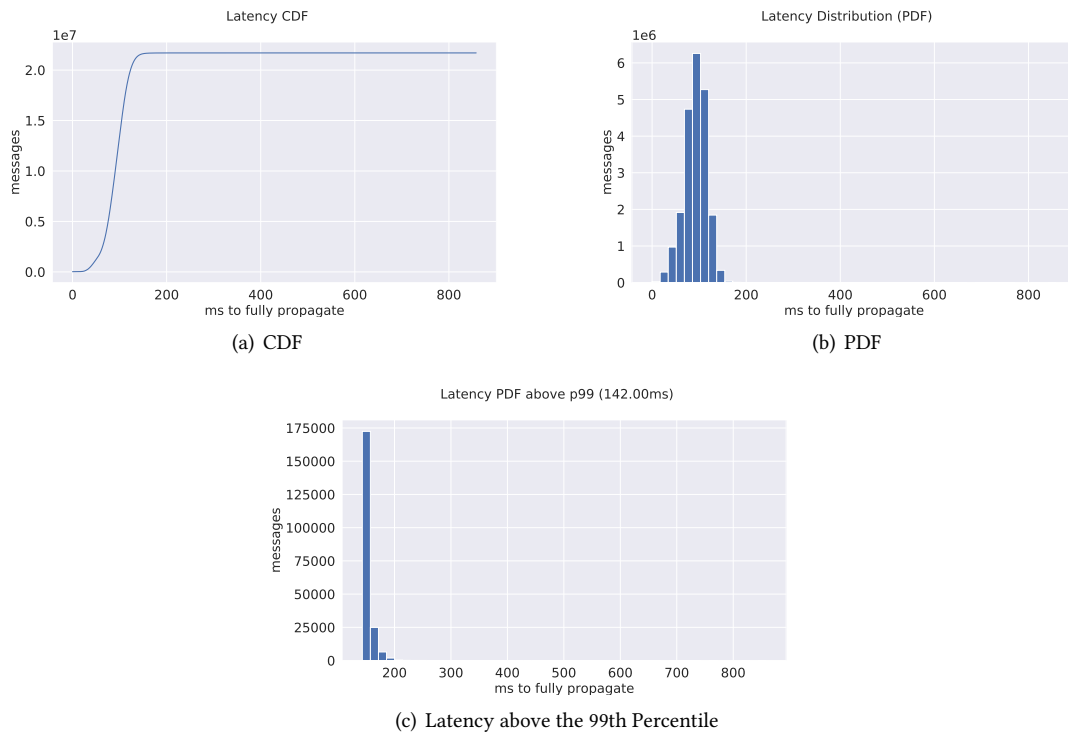 Latency CDF
1e7
2.0
1.5
1.0
0.5
0.0
messages
0 200 400 600 800
ms to fully propagate
(a) CDF
Latency Distribution (PDF)
1e6
6
5
4
3
2
1
0
messages
0 200 400 600 800
ms to fully propagate
(b) PDF
Latency PDF above p99 (142.00ms)
175000
150000
125000
100000
75000
50000
25000
0
messages
200 300 400 500 600 700 800
ms to fully propagate
(c) Latency above the 99th Percentile